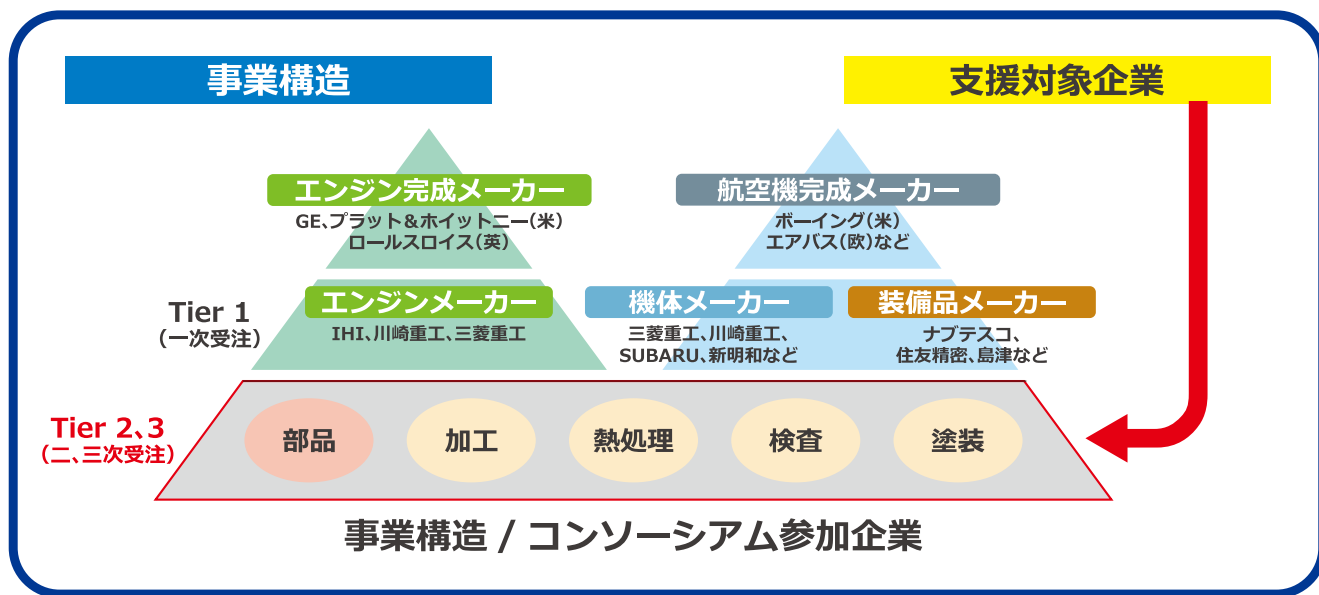 事業構造
支援対象企業
エンジン完成メーカー
GE、プラット＆ホイットニー（米）
ロールスロイス（英）
航空機完成メーカー
ボーイング（米）
エアバス（欧）など
Tier 1
（一次受注）
エンジンメーカー
IHI、川崎重工、三菱重工
機体メーカー
三菱重工、川崎重工、
SUBARU、新明和など
装備品メーカー
ナブテスコ、
住友精密、島津など
Tier 2、3
（二、三次受注）
部品
加工
熱処理
検査
塗装
事業構造 / コンソーシアム参加企業